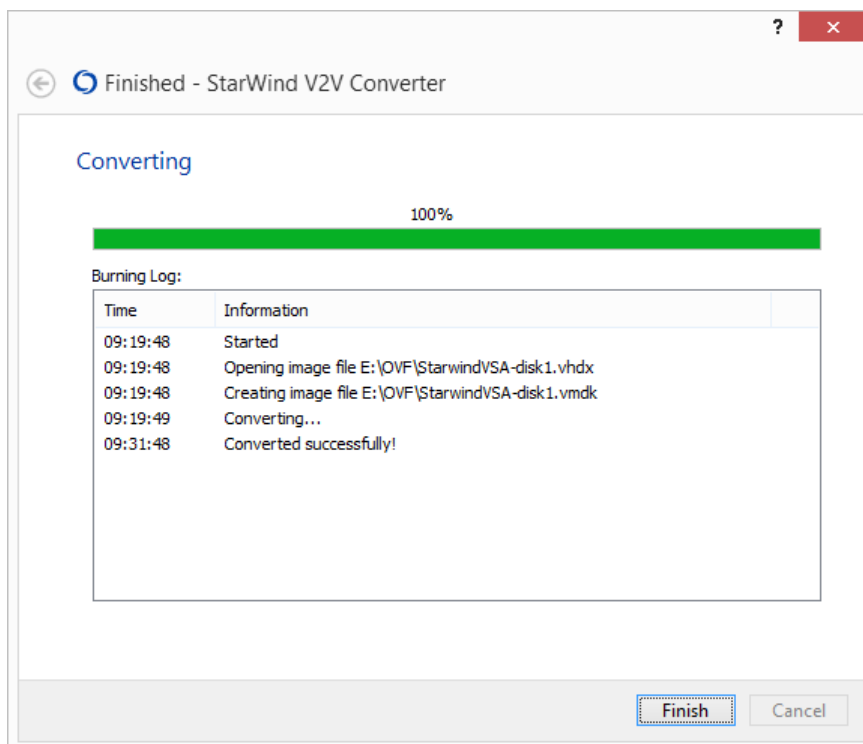 ?
Finished - StarWind V2V Converter
Converting
100%
Burning Log:
Time Information
09:19:48 Started
09:19:48 Opening image file E:\OVF\StarwindVSA-disk1.vhdx
09:19:48 Creating image file E:\OVF\StarwindVSA-disk1.vmdk
09:19:49 Converting...
09:31:48 Converted successfully!
Finish Cancel